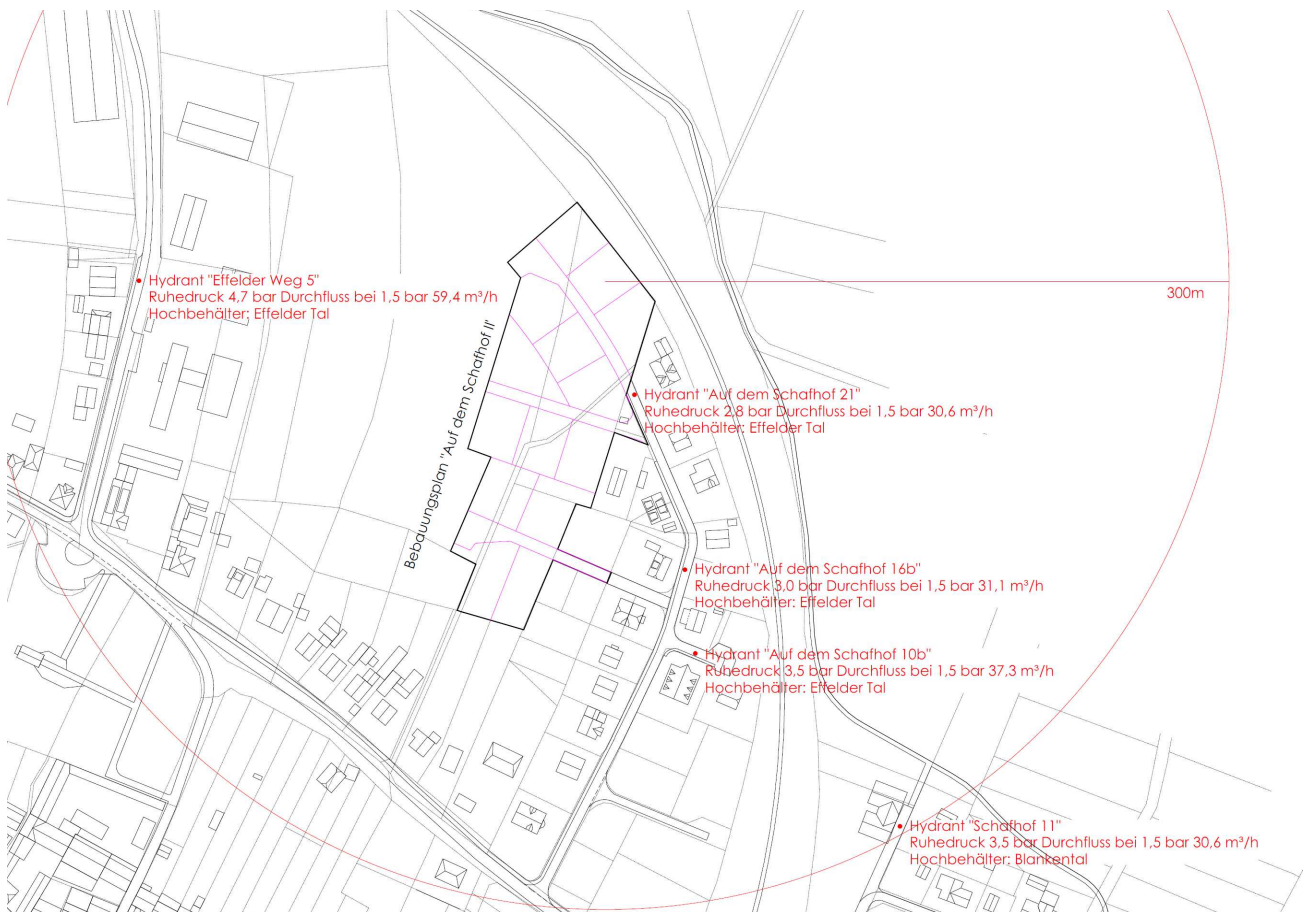 Hydrant "Effelder Weg 5"
Ruhedruck 4,7 bar Durchfluss bei 1,5 bar 59,4 m³/h
Hochbehälter: Effelder Tal
300m
Bebauungsplan "Auf dem Schafhof II"
Hydrant "Auf dem Schafhof 21"
Ruhedruck 2,8 bar Durchfluss bei 1,5 bar 30,6 m³/h
Hochbehälter: Effelder Tal
Hydrant "Auf dem Schafhof 16b"
Ruhedruck 3,0 bar Durchfluss bei 1,5 bar 31,1 m³/h
Hochbehälter: Effelder Tal
Hydrant "Auf dem Schafhof 10b"
Ruhedruck 3,5 bar Durchfluss bei 1,5 bar 37,3 m³/h
Hochbehälter: Effelder Tal
Hydrant "Schafhof 11"
Ruhedruck 3,5 bar Durchfluss bei 1,5 bar 30,6 m³/h
Hochbehälter: Blankental